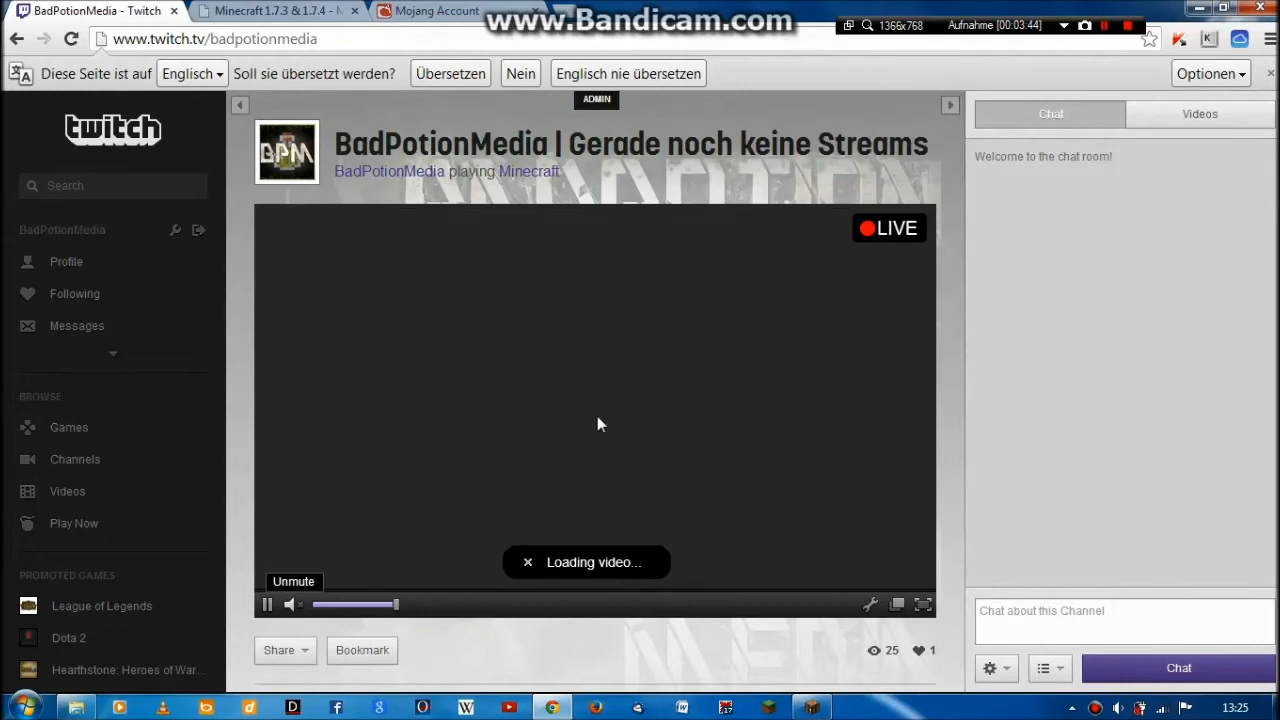 BadPotionMedia - Twitch
Minecraft 1.7.3 & 1.7.4 -
Mojang Account
www.Bandicam.com
1366x768
Aufnahme [00:03:44]
www.twitch.tv/badpotionmedia
Diese Seite ist auf Englisch Soll sie übersetzt werden? Übersetzen Nein Englisch nie übersetzen Optionen
twitch
Search
BadPotionMedia
Profile
Following
Messages
BROWSE
Games
Channels
Videos
Play Now
PROMOTED GAMES
League of Legends
Dota 2
Hearthstone: Heroes of War...
ADMIN
BPM
BadPotionMedia | Gerade noch keine Streams
BadPotionMedia playing Minecraft
LIVE
Loading video...
Unmute
Share
Bookmark
25
1
Chat
Videos
Welcome to the chat room!
Chat about this Channel
Chat
13:25